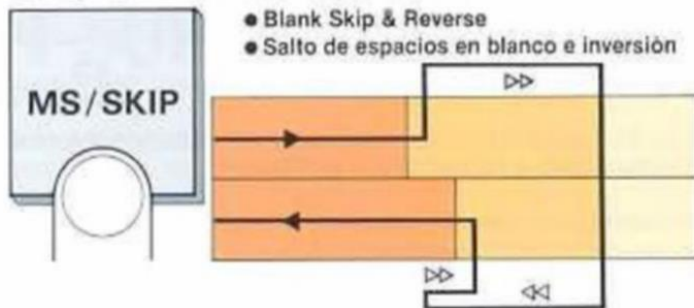 ● Blank Skip & Reverse
● Salto de espacios en blanco e inversión
MS/SKIP